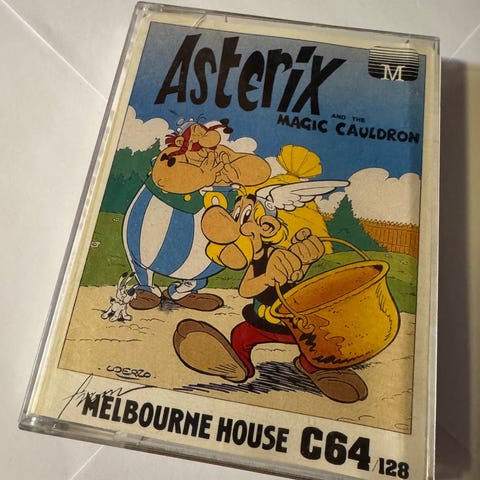 Asterix
M
AND THE
MAGIC CAULDRON
UDERZO
MELBOURNE HOUSE C64/128